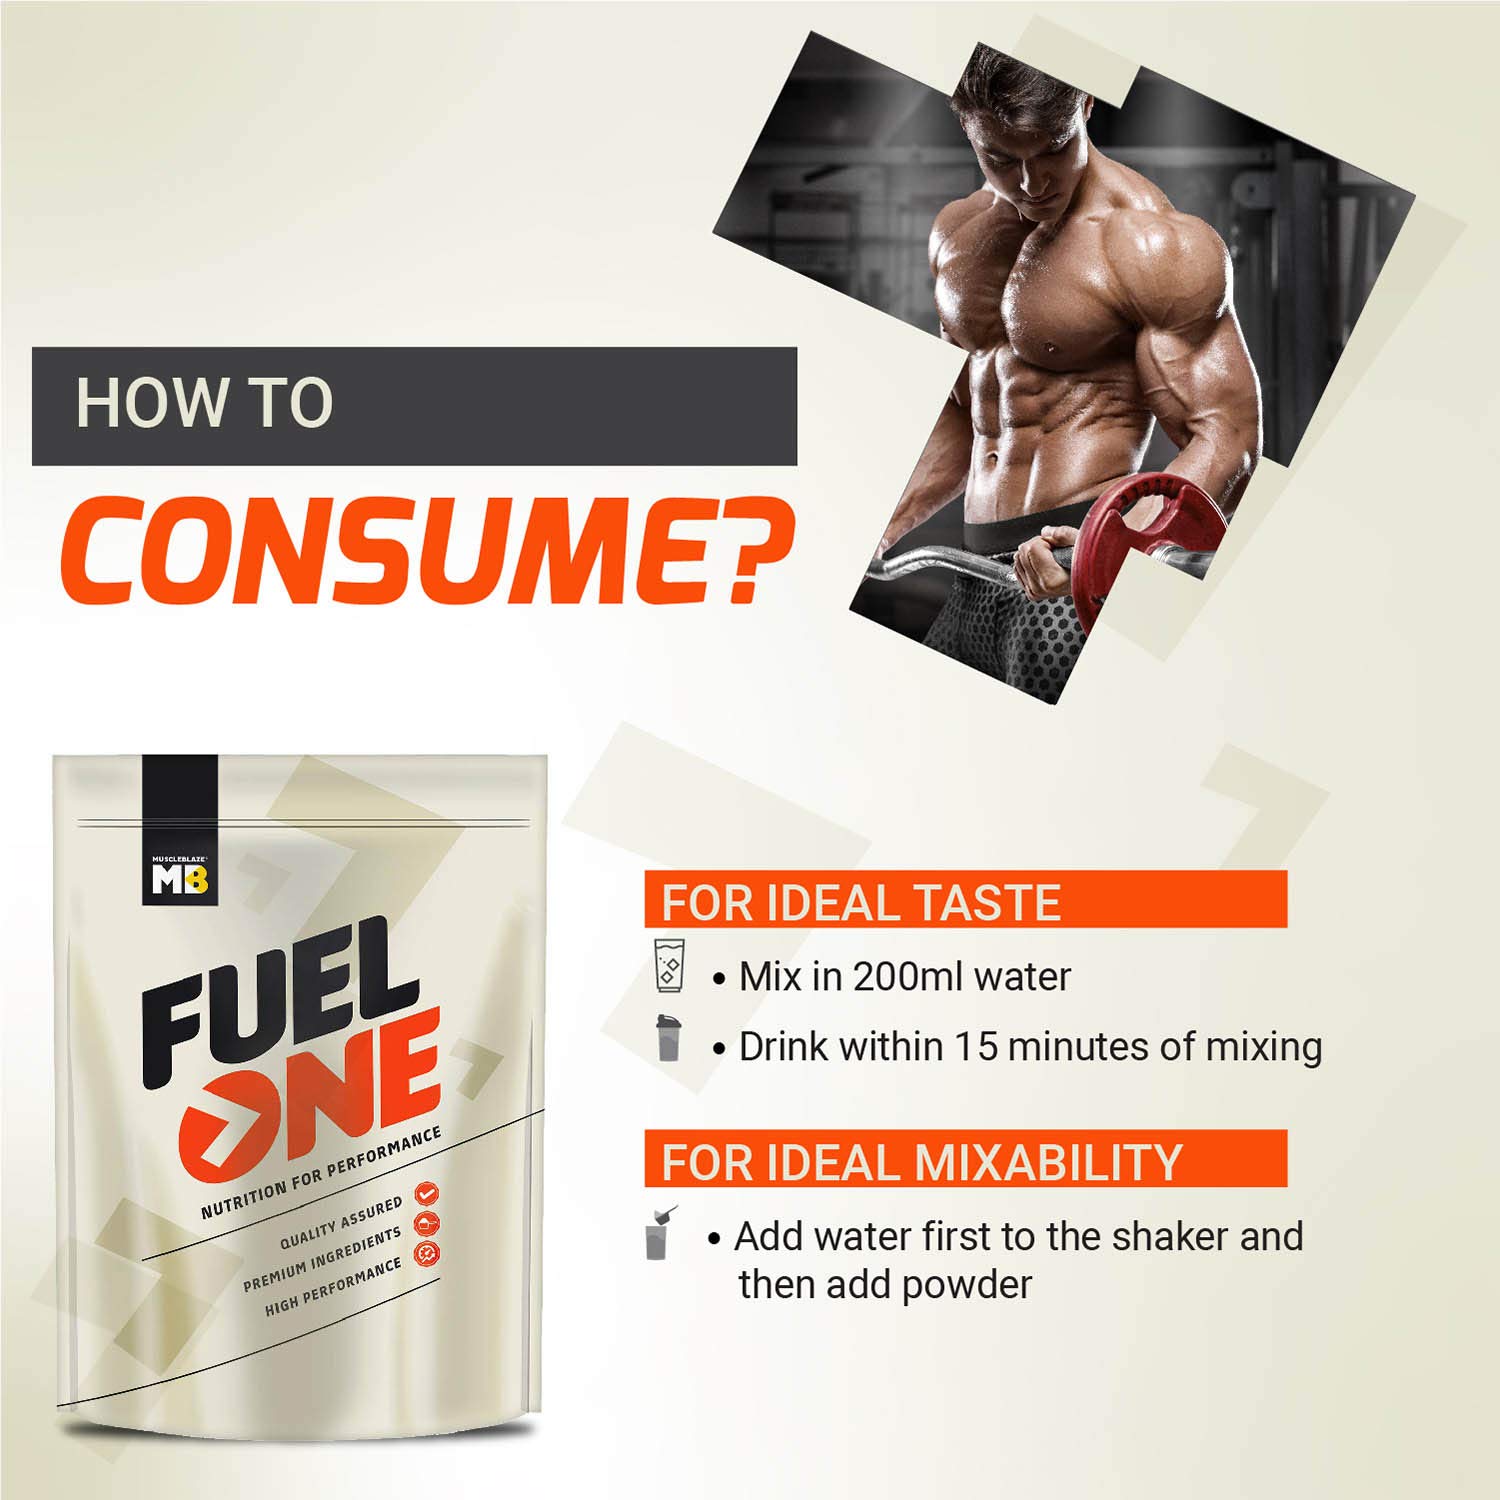 HOW TO
CONSUME?
MUSCLEBLAZE®
MB
FUEL
ONE
NUTRITION FOR PERFORMANCE
QUALITY ASSURED
PREMIUM INGREDIENTS
HIGH PERFORMANCE
FOR IDEAL TASTE
• Mix in 200ml water
• Drink within 15 minutes of mixing
FOR IDEAL MIXABILITY
• Add water first to the shaker and
then add powder